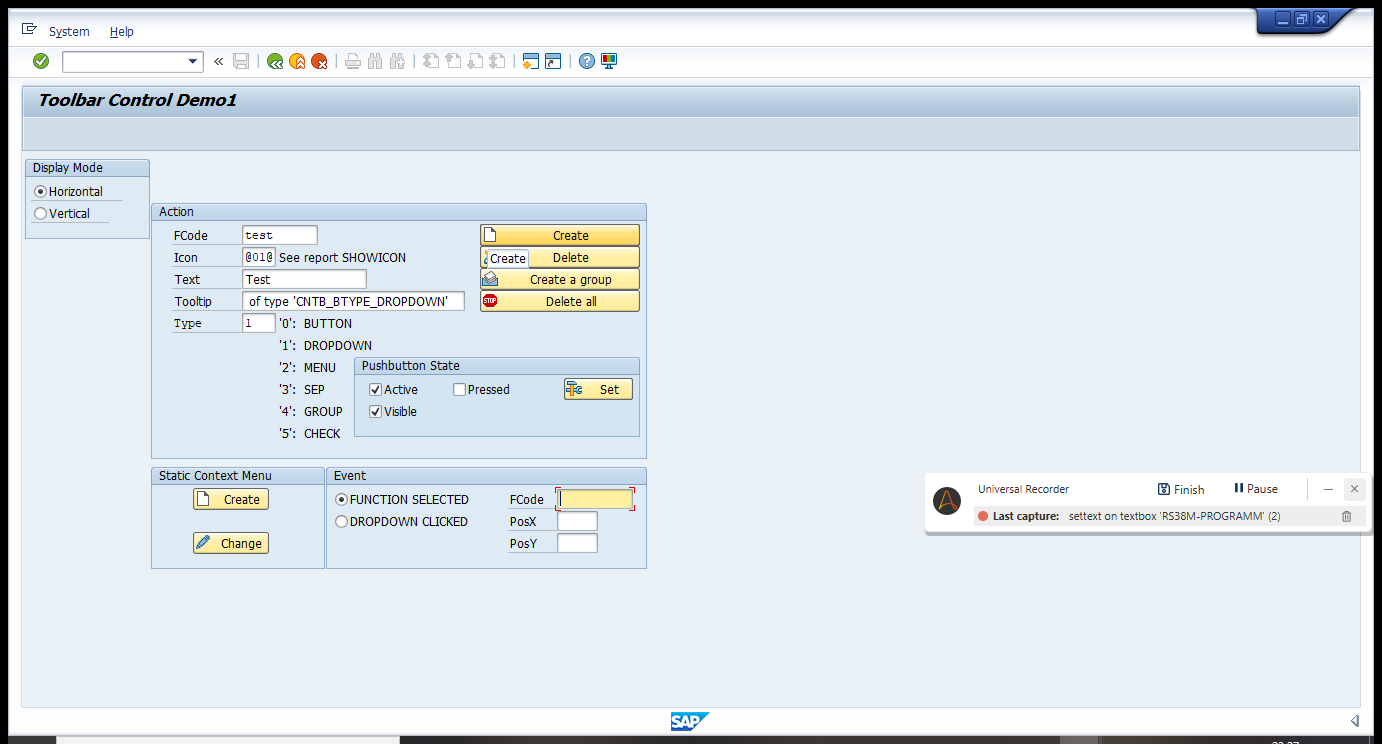 System Help
«
Toolbar Control Demo1
Display Mode
Horizontal
Vertical
Action
FCode test Create
Icon @01@ See report SHOWICON Create Delete
Text Test Create a group
Tooltip of type 'CNTB_BTYPE_DROPDOWN' STOP Delete all
Type 1 '0': BUTTON
'1': DROPDOWN
'2': MENU
'3': SEP
'4': GROUP
'5': CHECK
Pushbutton State
Active Pressed Set
Visible
Static Context Menu
Create
Change
Event
FUNCTION SELECTED FCode
DROPDOWN CLICKED PosX
PosY
Universal Recorder Finish Pause
Last capture: settext on textbox 'RS38M-PROGRAMM' (2)
SAP